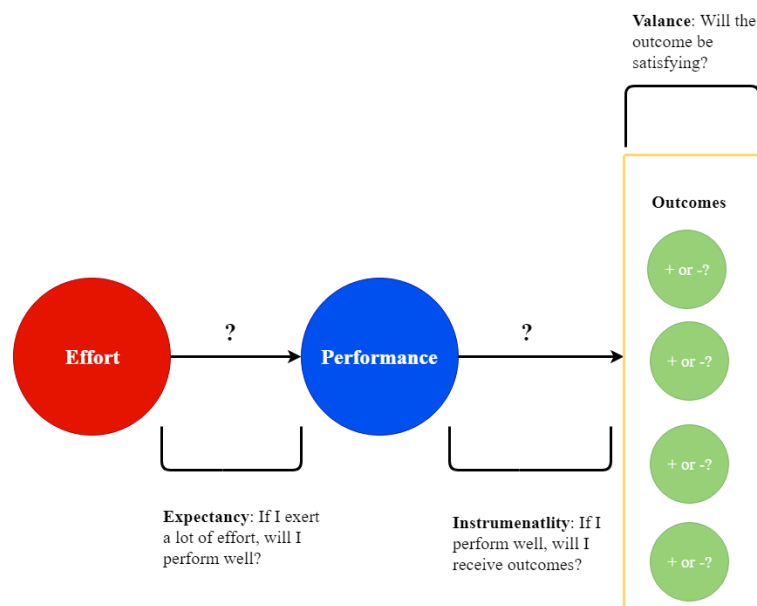 Valance: Will the
outcome be
satisfying?
Outcomes
+ or -?
+ or -?
+ or -?
+ or -?
?
?
Effort
Performance
Expectancy: If I exert
a lot of effort, will I
perform well?
Instrumenatlity: If I
perform well, will I
receive outcomes?